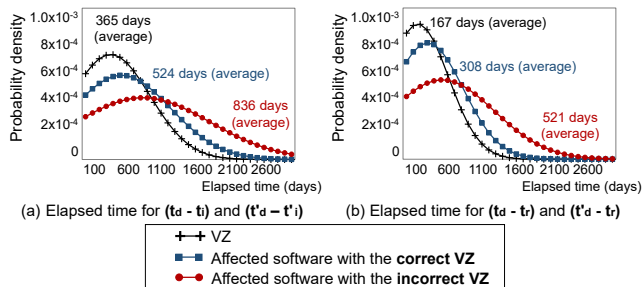 1.0x10⁻³
8x10⁻⁴
6x10⁻⁴
4x10⁻⁴
2x10⁻⁴
0
Probability density
365 days
(average)
524 days (average)
836 days
(average)
100 600 1100 1600 2100 2600
Elapsed time (days)
(a) Elapsed time for (td - ti) and (t'd – t'i)
1.0x10⁻³
8x10⁻⁴
6x10⁻⁴
4x10⁻⁴
2x10⁻⁴
0
Probability density
167 days (average)
308 days (average)
521 days
(average)
100 600 1100 1600 2100 2600
Elapsed time (days)
(b) Elapsed time for (td - tr) and (t'd - tr)
VZ
Affected software with the correct VZ
Affected software with the incorrect VZ